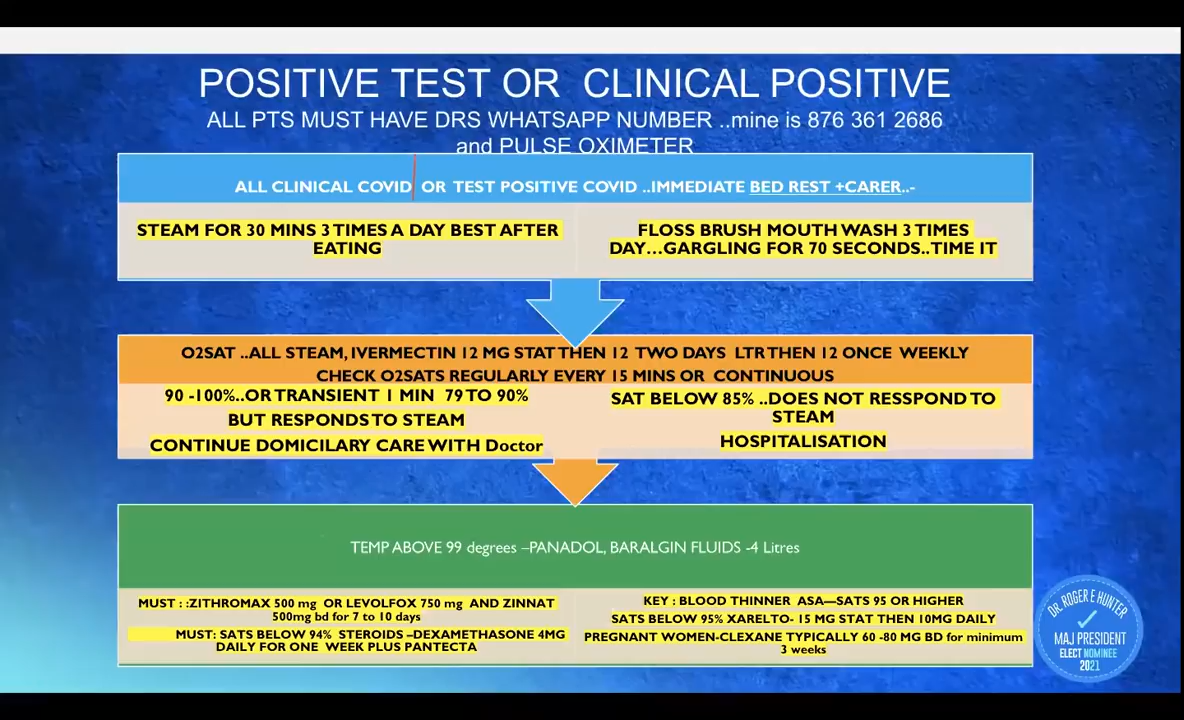 POSITIVE TEST OR CLINICAL POSITIVE
ALL PTS MUST HAVE DRS WHATSAPP NUMBER ..mine is 876 361 2686
and PULSE OXIMETER
ALL CLINICAL COVID OR TEST POSITIVE COVID ..IMMEDIATE BED REST +CARER..-
STEAM FOR 30 MINS 3 TIMES A DAY BEST AFTER
EATING
FLOSS BRUSH MOUTH WASH 3 TIMES
DAY...GARGLING FOR 70 SECONDS..TIME IT
O2SAT ..ALL STEAM, IVERMECTIN 12 MG STAT THEN 12 TWO DAYS LTR THEN 12 ONCE WEEKLY
CHECK O2SATS REGULARLY EVERY 15 MINS OR CONTINUOUS
90 -100%..OR TRANSIENT 1 MIN 79 TO 90%
BUT RESPONDS TO STEAM
CONTINUE DOMICILARY CARE WITH Doctor
SAT BELOW 85% ..DOES NOT RESSPOND TO
STEAM
HOSPITALISATION
TEMP ABOVE 99 degrees –PANADOL, BARALGIN FLUIDS -4 Litres
MUST : :ZITHROMAX 500 mg OR LEVOLFOX 750 mg AND ZINNAT
500mg bd for 7 to 10 days
MUST: SATS BELOW 94% STEROIDS –DEXAMETHASONE 4MG
DAILY FOR ONE WEEK PLUS PANTECTA
KEY : BLOOD THINNER ASA—SATS 95 OR HIGHER
SATS BELOW 95% XARELTO- 15 MG STAT THEN 10MG DAILY
PREGNANT WOMEN-CLEXANE TYPICALLY 60 -80 MG BD for minimum
3 weeks
DR. ROGER E HUNTER
MAJ PRESIDENT
ELECT NOMINEE
2021